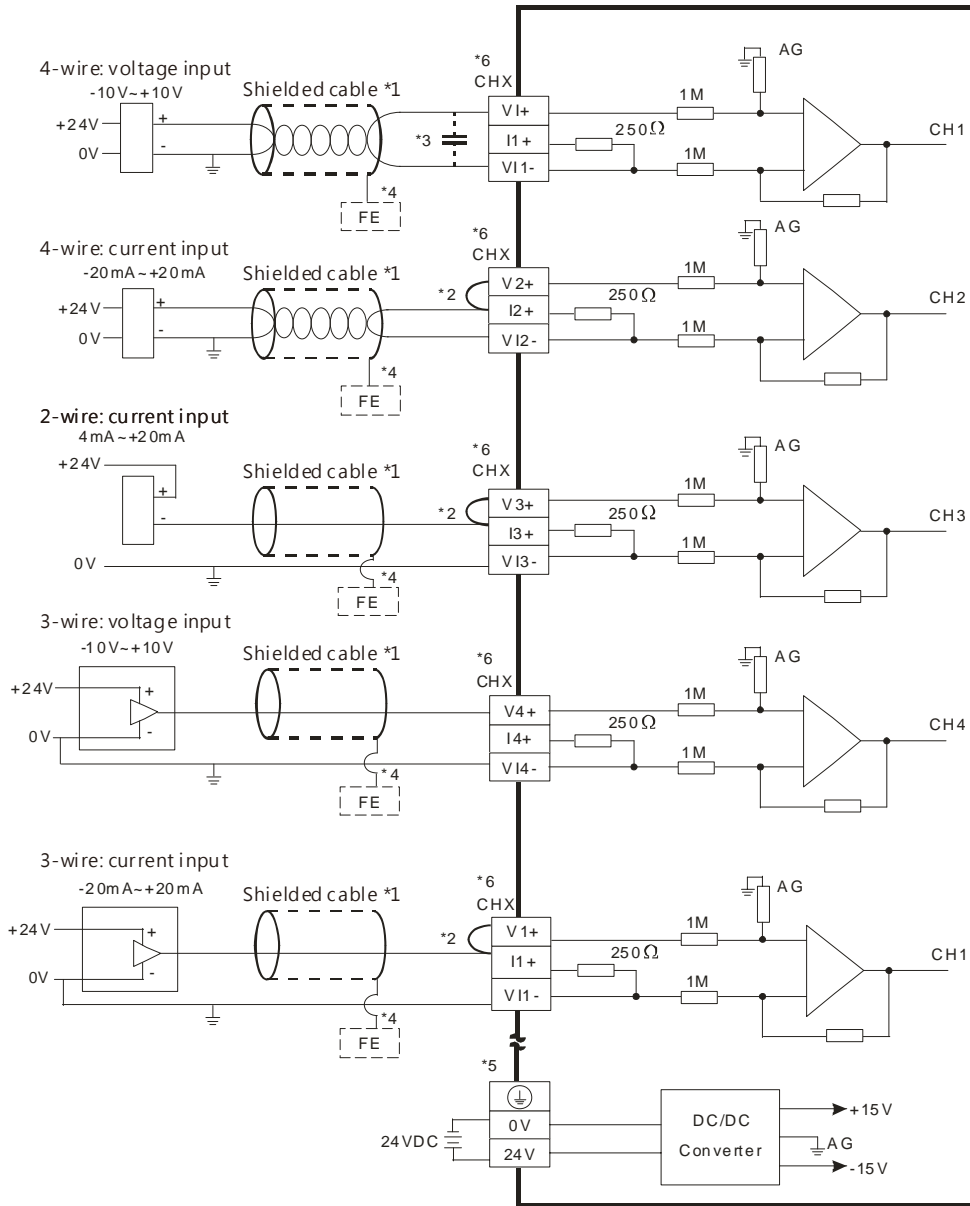 4-wire: voltage input
-10V~+10V
+24V
0V
+
-
Shielded cable *1
*3
*4
FE
*6
CHX
VI+
I1+
VI1-
250Ω
1M
1M
AG
CH1
4-wire: current input
-20mA~+20mA
+24V
0V
+
-
Shielded cable *1
*2
*4
FE
*6
CHX
V2+
I2+
VI2-
250Ω
1M
1M
AG
CH2
2-wire: current input
4mA~+20mA
+24V
+
-
0V
Shielded cable *1
*2
*4
FE
*6
CHX
V3+
I3+
VI3-
250Ω
1M
1M
AG
CH3
3-wire: voltage input
-10V~+10V
+24V
0V
+
-
Shielded cable *1
*4
FE
*6
CHX
V4+
I4+
VI4-
250Ω
1M
1M
AG
CH4
3-wire: current input
-20mA~+20mA
+24V
0V
+
-
Shielded cable *1
*2
*4
FE
*6
CHX
V1+
I1+
VI1-
250Ω
1M
1M
AG
CH1
*5
24VDC
0V
24V
DC/DC
Converter
+15V
AG
-15V